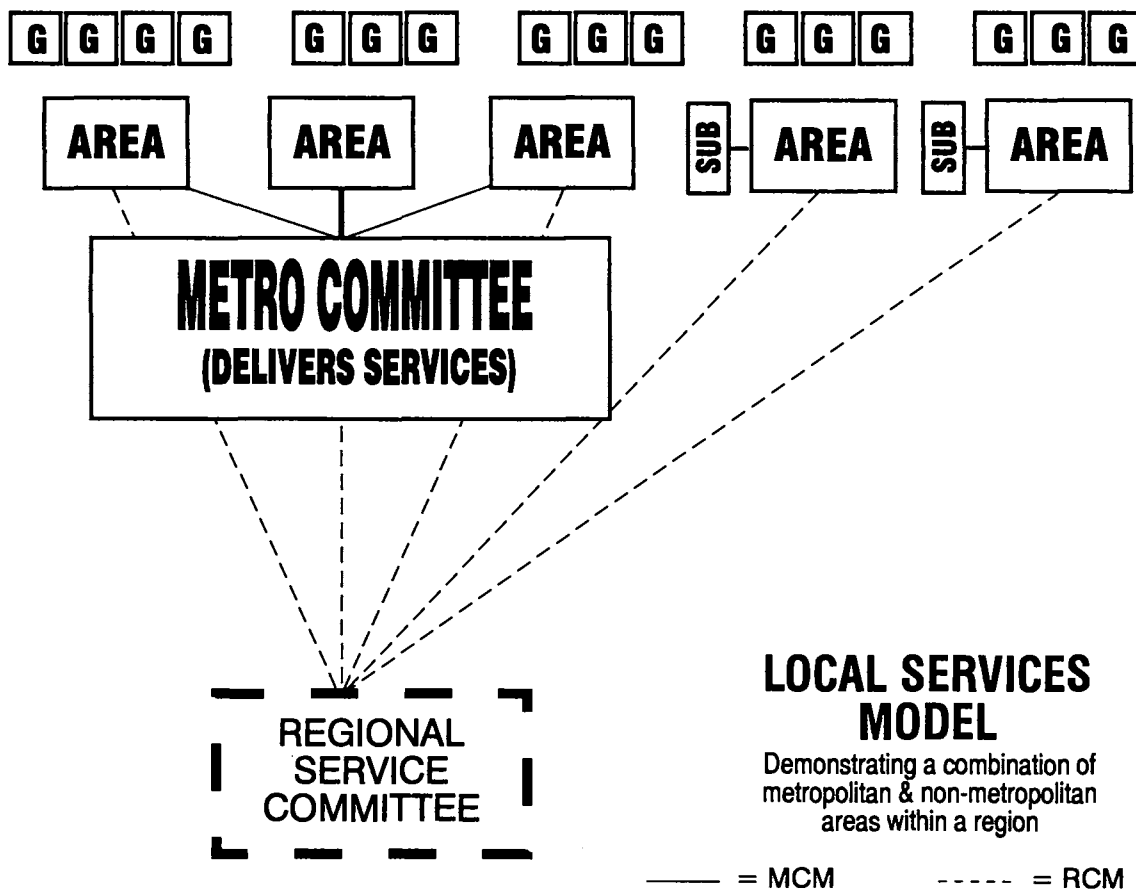 G G G G G G G G G G G G G G G G
AREA AREA AREA SUB AREA SUB AREA
METRO COMMITTEE
(DELIVERS SERVICES)
REGIONAL
SERVICE
COMMITTEE
LOCAL SERVICES
MODEL
Demonstrating a combination of
metropolitan & non-metropolitan
areas within a region
= MCM = RCM